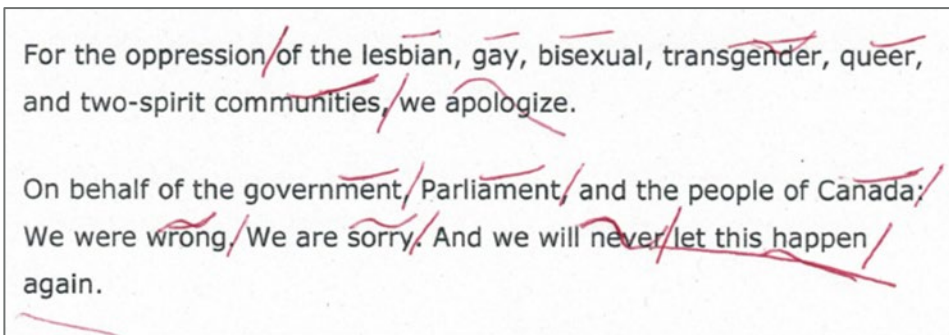 For the oppression of the lesbian, gay, bisexual, transgender, queer,
and two-spirit communities, we apologize.
On behalf of the government, Parliament, and the people of Canada:
We were wrong. We are sorry. And we will never let this happen
again.